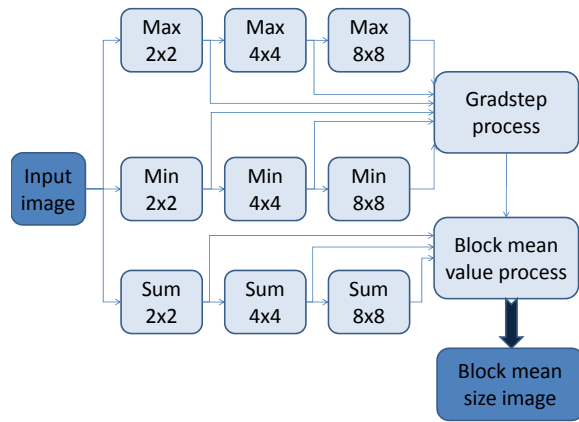 Max
2x2
Max
4x4
Max
8x8
Gradstep
process
Input
image
Min
2x2
Min
4x4
Min
8x8
Block mean
value process
Sum
2x2
Sum
4x4
Sum
8x8
Block mean
size image